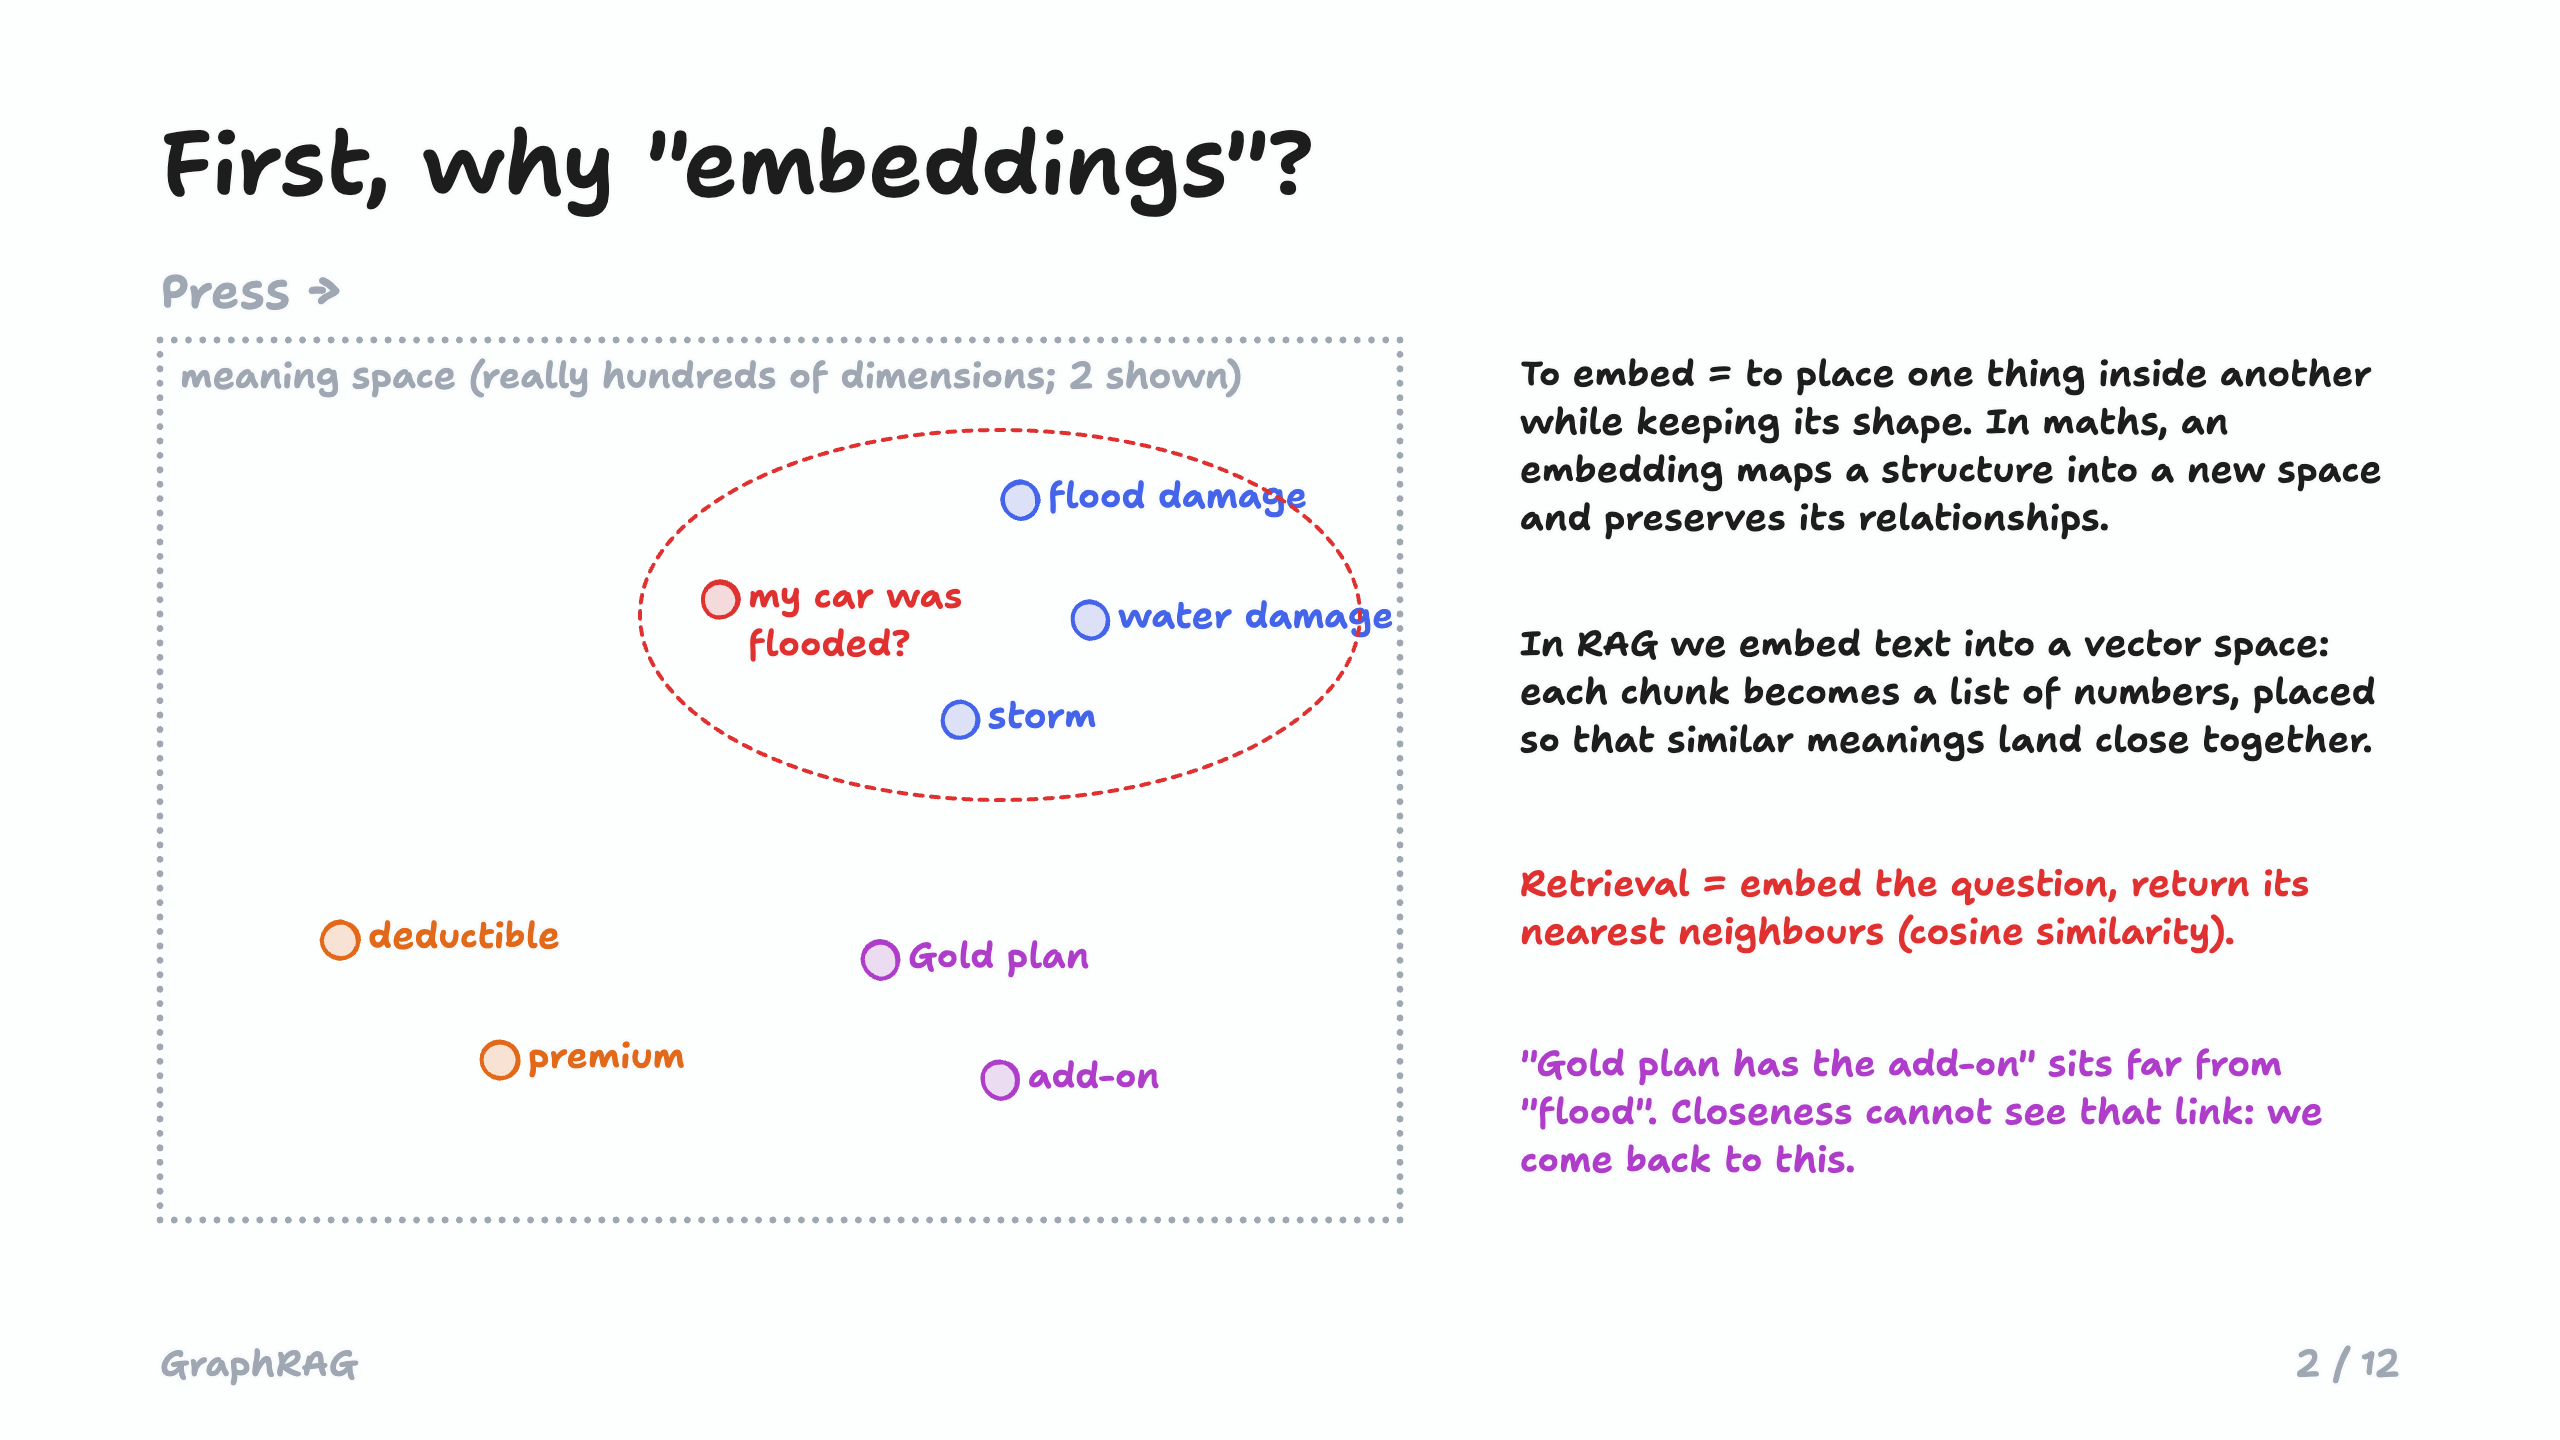 First, why "embeddings"?
Press →
meaning space (really hundreds of dimensions; 2 shown)
flood damage
my car was
flooded?
water damage
storm
deductible
Gold plan
premium
add-on
To embed = to place one thing inside another
while keeping its shape. In maths, an
embedding maps a structure into a new space
and preserves its relationships.
In RAG we embed text into a vector space:
each chunk becomes a list of numbers, placed
so that similar meanings land close together.
Retrieval = embed the question, return its
nearest neighbours (cosine similarity).
"Gold plan has the add-on" sits far from
"flood". Closeness cannot see that link: we
come back to this.
GraphRAG
2 / 12